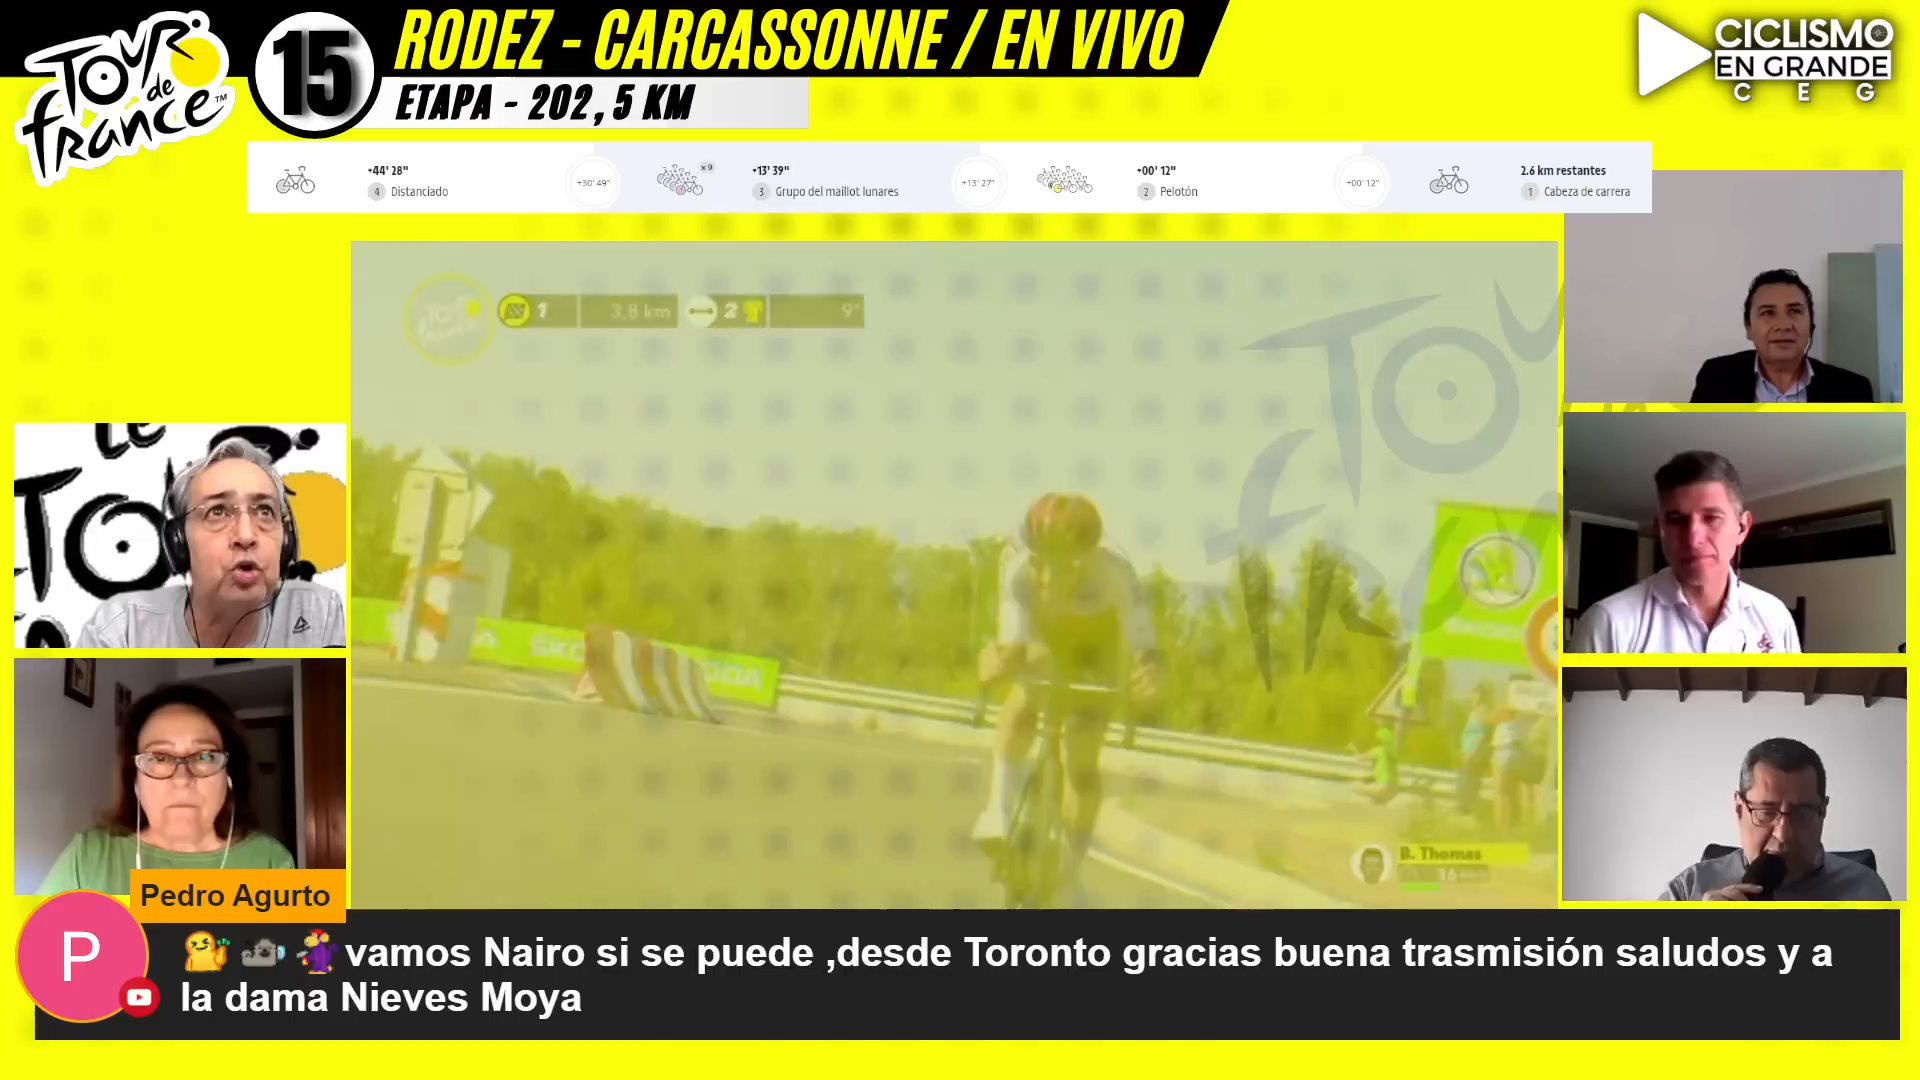 TOUR de france™
15
RODEZ - CARCASSONNE / EN VIVO
ETAPA - 202, 5 KM
CICLISMO
EN GRANDE
C E G
+44' 28"
4 Distanciado
+30' 49"
x 9
+13' 39"
3 Grupo del maillot lunares
+13' 27"
+00' 12"
2 Pelotón
+00' 12"
2.6 km restantes
1 Cabeza de carrera
1 3,8 km 2 9"
B. Thomas
Pedro Agurto
P
vamos Nairo si se puede ,desde Toronto gracias buena trasmisión saludos y a
la dama Nieves Moya